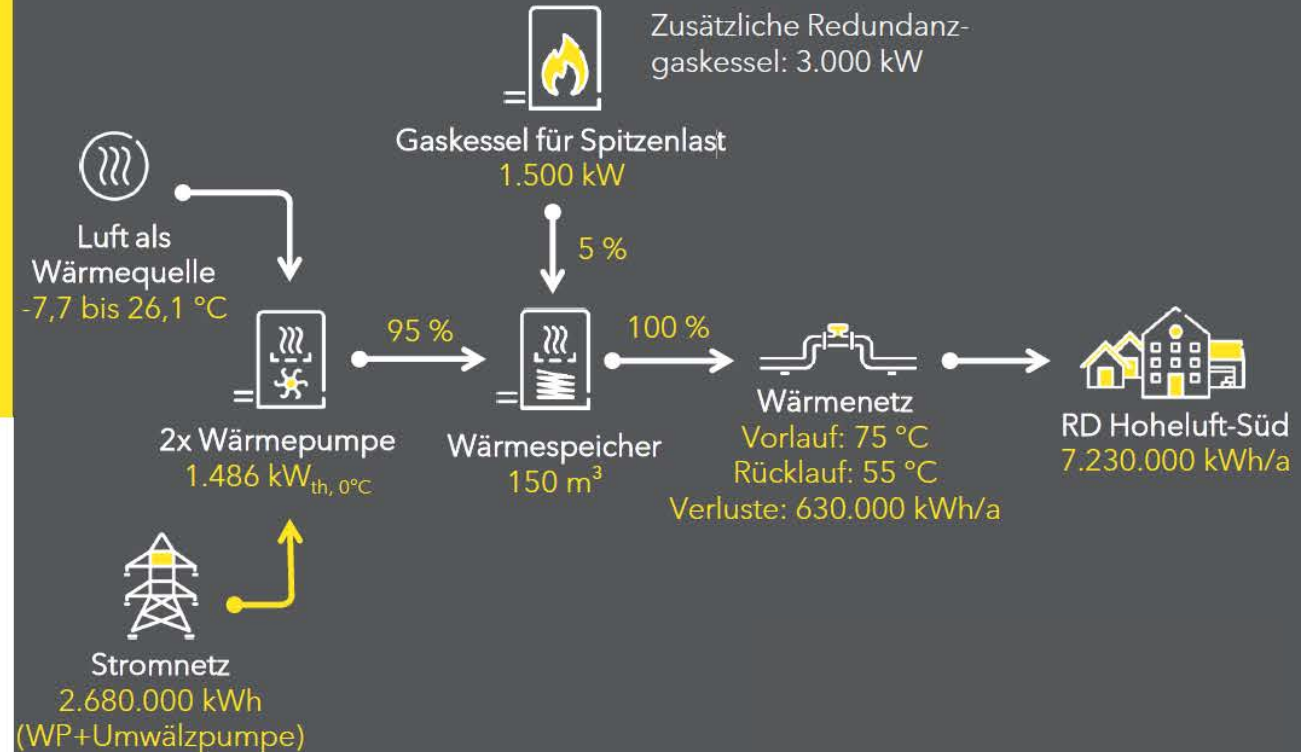 Zusätzliche Redundanz-
gaskessel: 3.000 kW
Gaskessel für Spitzenlast
1.500 kW
5 %
Luft als
Wärmequelle
-7,7 bis 26,1 °C
95 %
100 %
2x Wärmepumpe
1.486 kWth, 0°C
Wärmespeicher
150 m³
Wärmenetz
Vorlauf: 75 °C
Rücklauf: 55 °C
Verluste: 630.000 kWh/a
RD Hoheluft-Süd
7.230.000 kWh/a
Stromnetz
2.680.000 kWh
(WP+Umwälzpumpe)